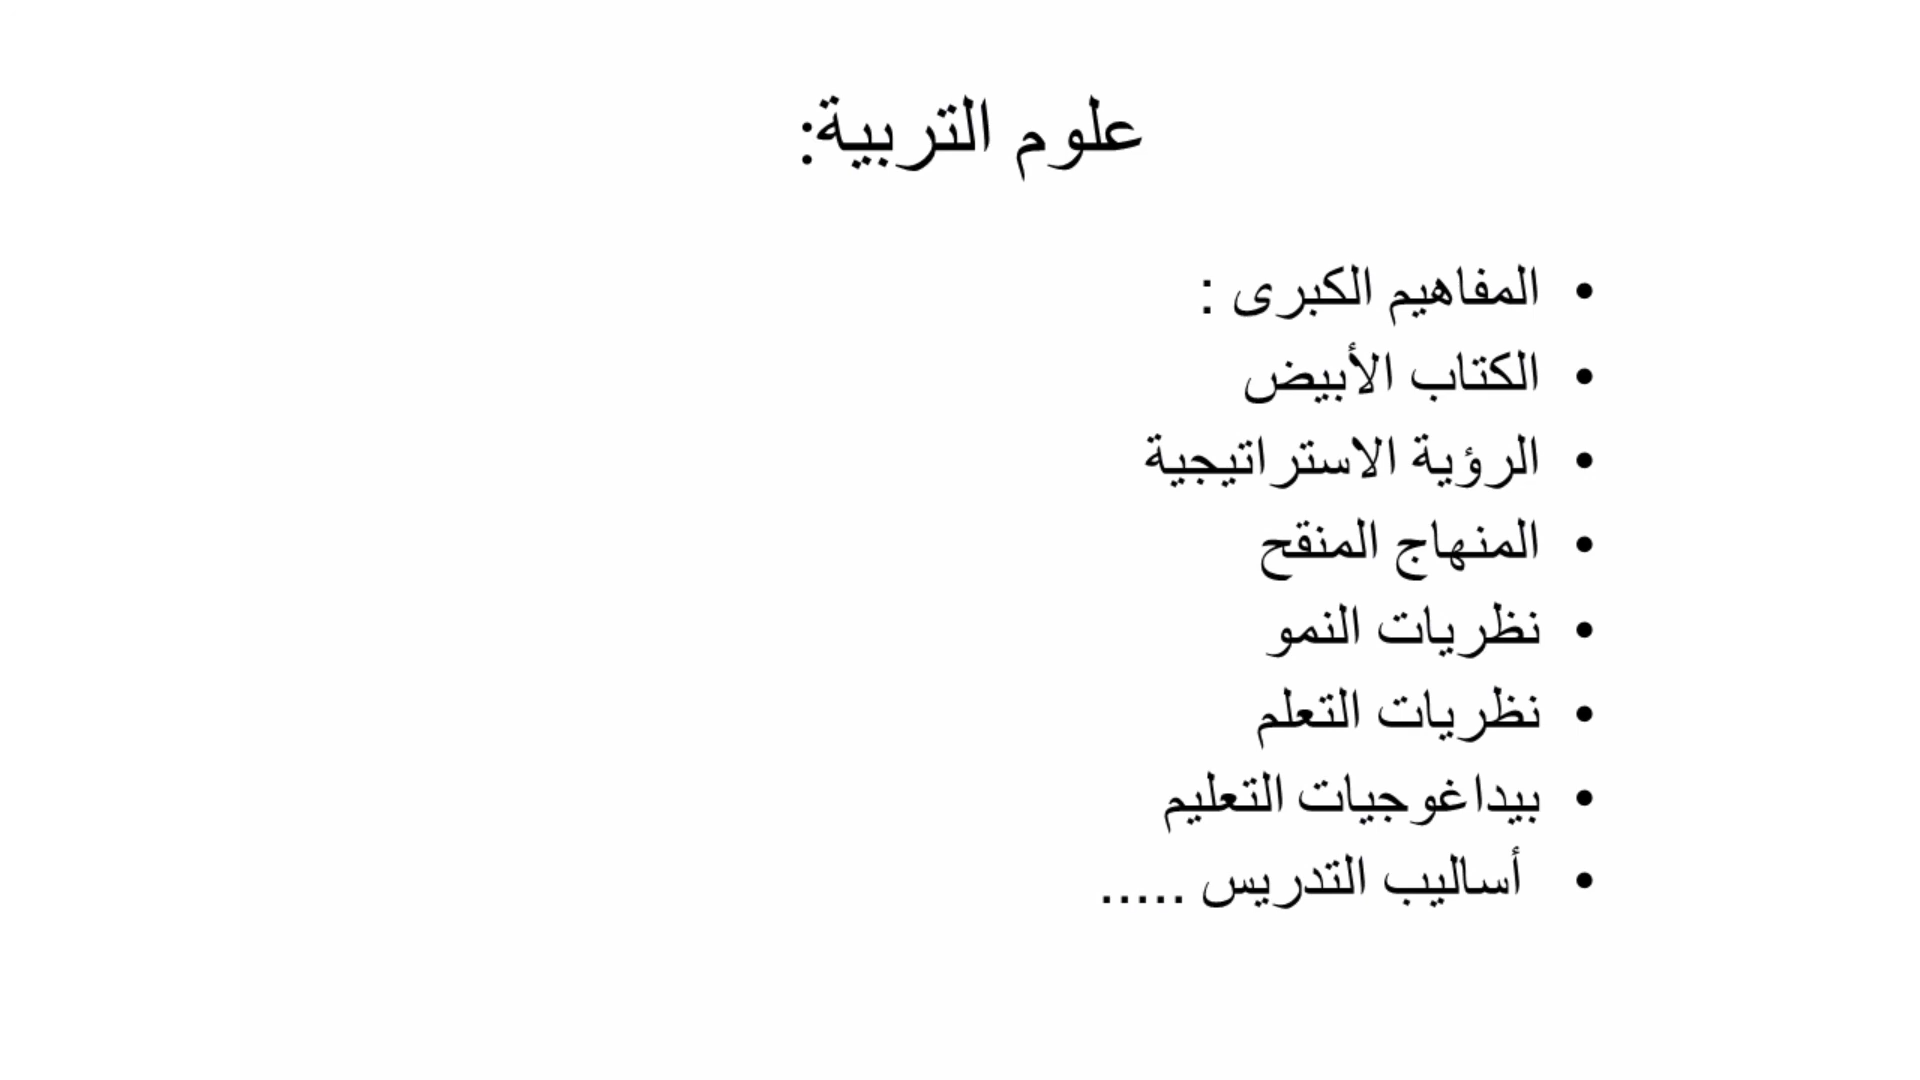 علوم التربية:
• المفاهيم الكبرى :
• الكتاب الأبيض
• الرؤية الاستراتيجية
• المنهاج المنقح
• نظريات النمو
• نظريات التعلم
• بيداغوجيات التعليم
• أساليب التدريس .....